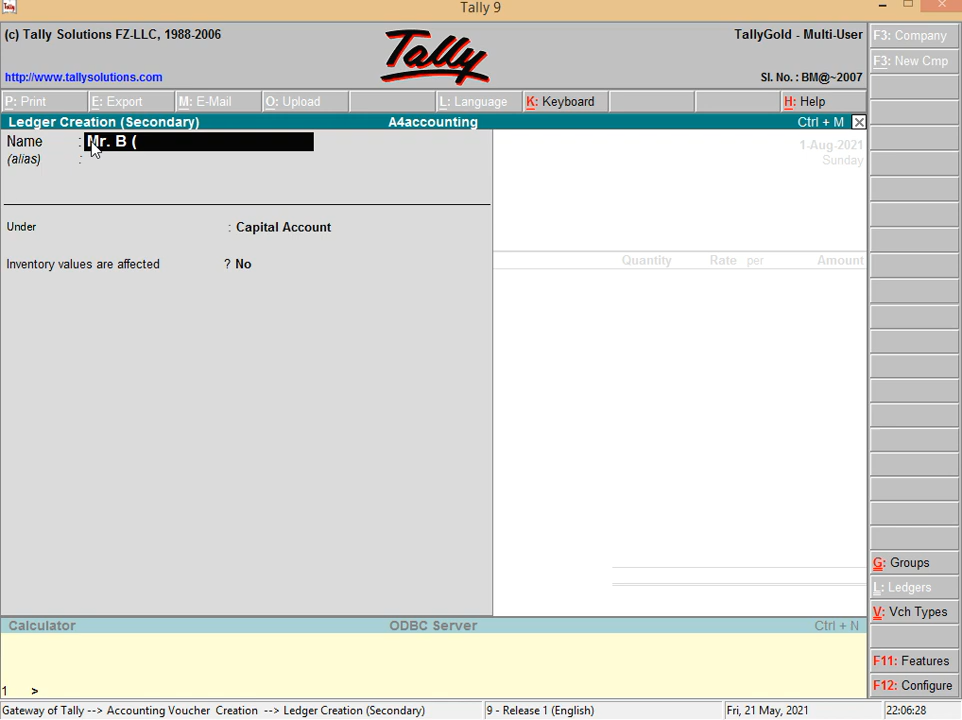 Tally 9
(c) Tally Solutions FZ-LLC, 1988-2006
TallyGold - Multi-User
Tally
http://www.tallysolutions.com
Sl. No. : BM@~2007
P: Print E: Export M: E-Mail O: Upload L: Language K: Keyboard H: Help
Ledger Creation (Secondary) A4accounting Ctrl + M
Name : Mr. B (
(alias) :
1-Aug-2021
Sunday
Under : Capital Account
Inventory values are affected ? No
Quantity Rate per Amount
F3: Company
F3: New Cmp
G: Groups
L: Ledgers
V: Vch Types
F11: Features
F12: Configure
Calculator ODBC Server Ctrl + N
1 >
Gateway of Tally --> Accounting Voucher Creation --> Ledger Creation (Secondary) 9 - Release 1 (English) Fri, 21 May, 2021 22:06:28